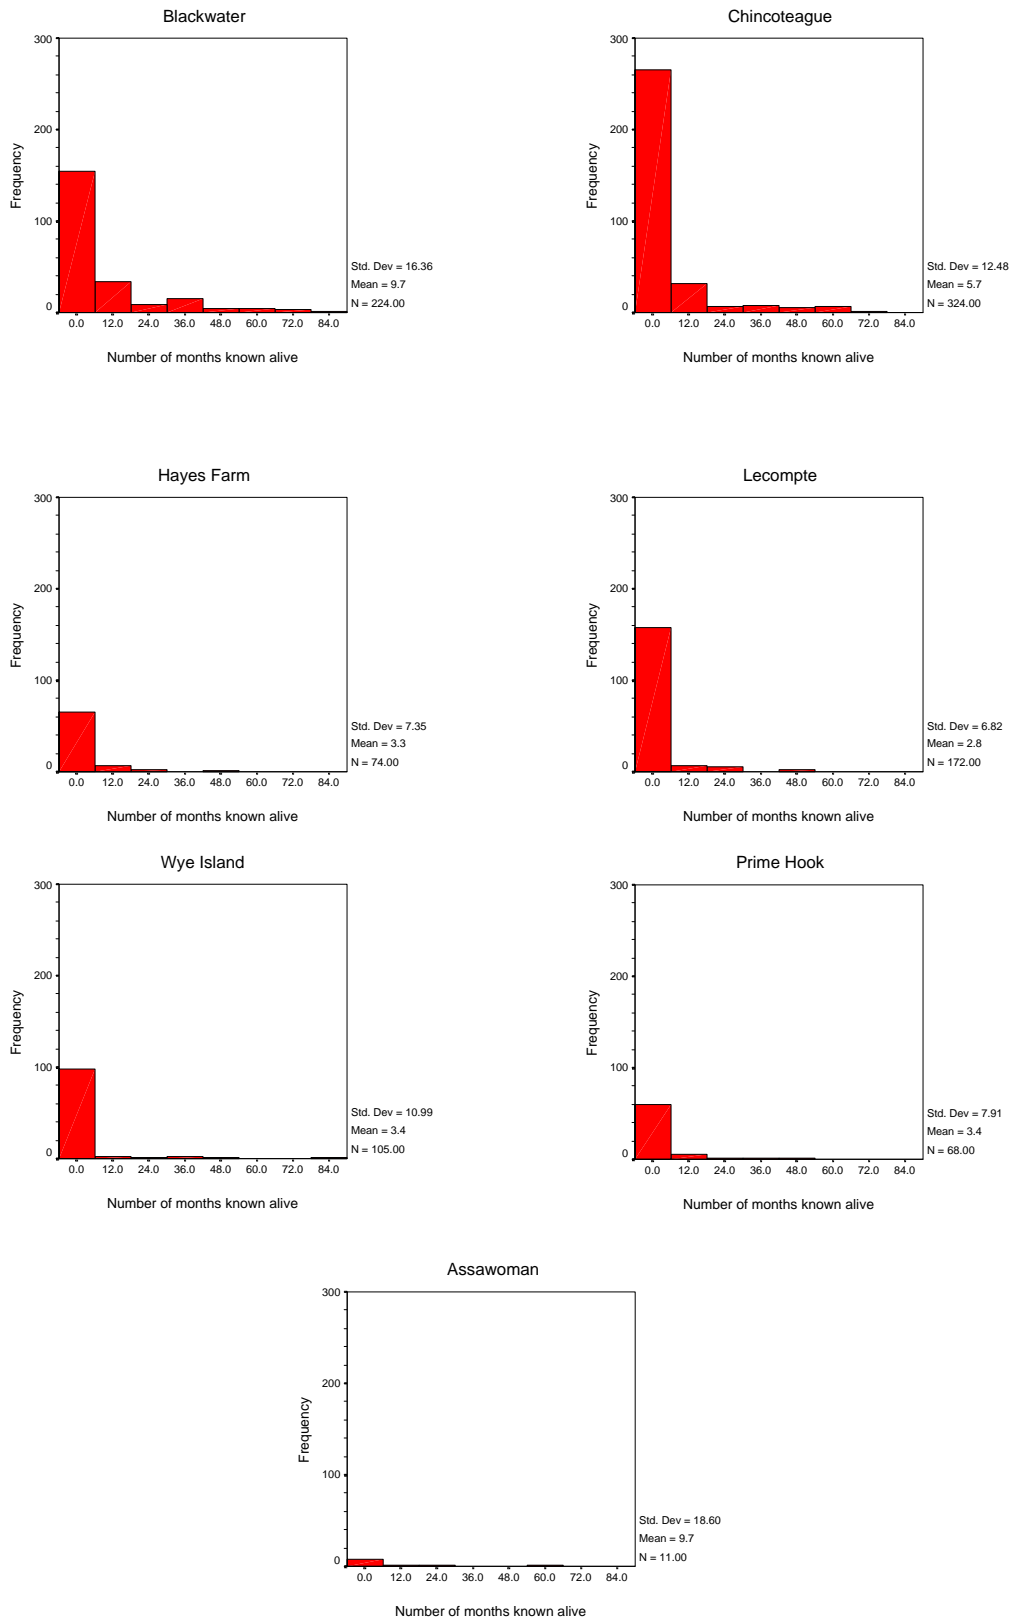 Blackwater
300
200
100
0
Frequency
0.0 12.0 24.0 36.0 48.0 60.0 72.0 84.0
Number of months known alive
Std. Dev = 16.36
Mean = 9.7
N = 224.00
Chincoteague
300
200
100
0
Frequency
0.0 12.0 24.0 36.0 48.0 60.0 72.0 84.0
Number of months known alive
Std. Dev = 12.48
Mean = 5.7
N = 324.00
Hayes Farm
300
200
100
0
Frequency
0.0 12.0 24.0 36.0 48.0 60.0 72.0 84.0
Number of months known alive
Std. Dev = 7.35
Mean = 3.3
N = 74.00
Lecompte
300
200
100
0
Frequency
0.0 12.0 24.0 36.0 48.0 60.0 72.0 84.0
Number of months known alive
Std. Dev = 6.82
Mean = 2.8
N = 172.00
Wye Island
300
200
100
0
Frequency
0.0 12.0 24.0 36.0 48.0 60.0 72.0 84.0
Number of months known alive
Std. Dev = 10.99
Mean = 3.4
N = 105.00
Prime Hook
300
200
100
0
Frequency
0.0 12.0 24.0 36.0 48.0 60.0 72.0 84.0
Number of months known alive
Std. Dev = 7.91
Mean = 3.4
N = 68.00
Assawoman
300
200
100
0
Frequency
0.0 12.0 24.0 36.0 48.0 60.0 72.0 84.0
Number of months known alive
Std. Dev = 18.60
Mean = 9.7
N = 11.00